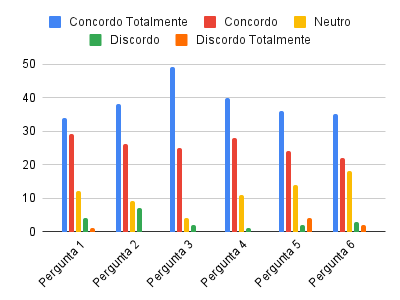 Concordo Totalmente Concordo Neutro
Discordo Discordo Totalmente
50
40
30
20
10
0
Pergunta 1 Pergunta 2 Pergunta 3 Pergunta 4 Pergunta 5 Pergunta 6